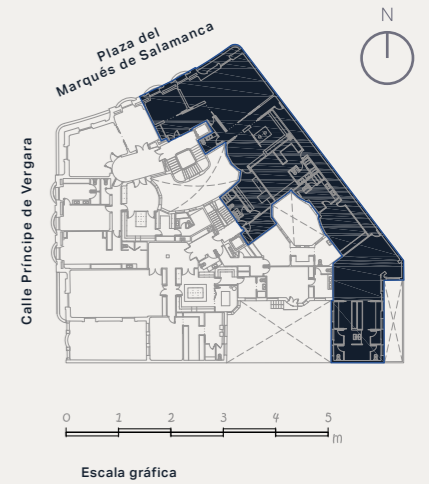 N
Plaza del
Marqués de Salamanca
Calle Príncipe de Vergara
0 1 2 3 4 5
m
Escala gráfica